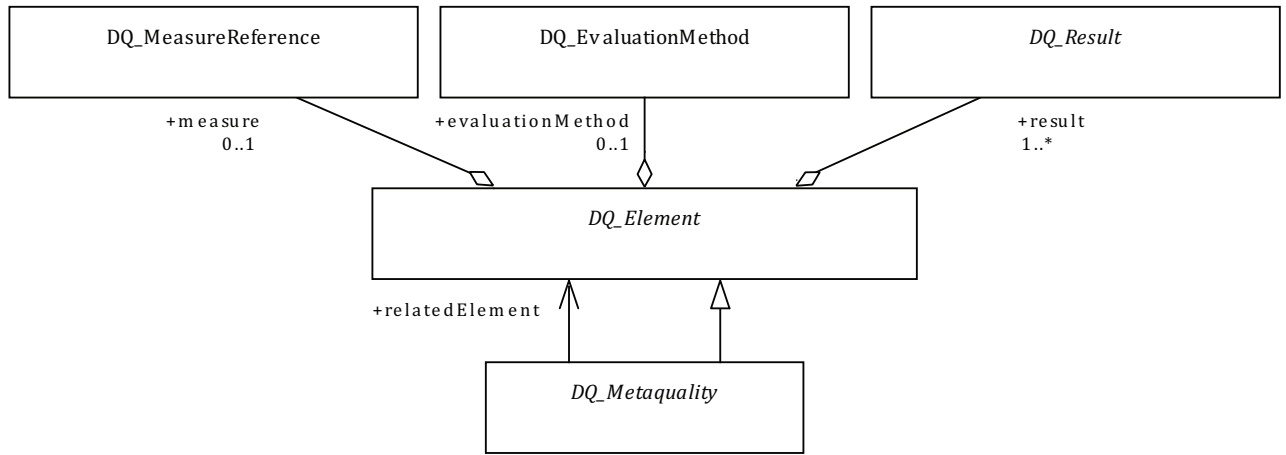 DQ_MeasureReference
DQ_EvaluationMethod
DQ_Result
+measure
0..1
+evaluationMethod
0..1
+result
1..*
DQ_Element
+relatedElement
DQ_Metaquality